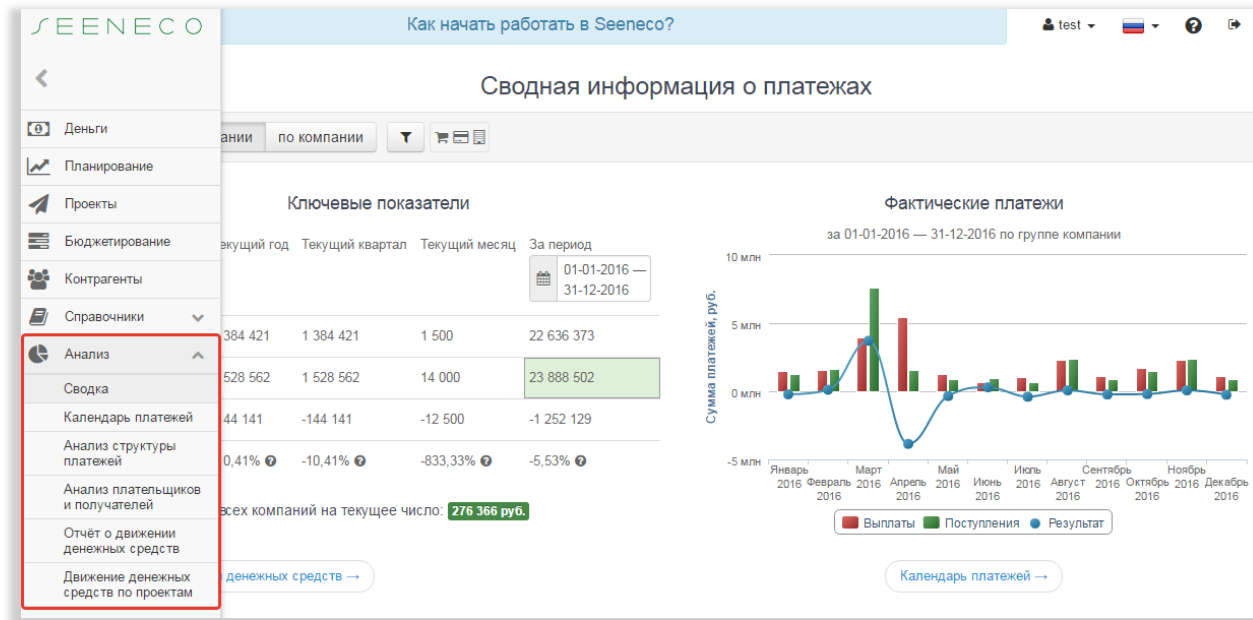 SEENECO
Как начать работать в Seeneco?
test
Сводная информация о платежах
Деньги
Планирование
Проекты
Бюджетирование
Контрагенты
Справочники
Анализ
Сводка
Календарь платежей
Анализ структуры
платежей
Анализ плательщиков
и получателей
Отчёт о движении
денежных средств
Движение денежных
средств по проектам
ании
по компании
Ключевые показатели
екущий год Текущий квартал Текущий месяц За период
01-01-2016 —
31-12-2016
384 421 1 384 421 1 500 22 636 373
528 562 1 528 562 14 000 23 888 502
44 141 -144 141 -12 500 -1 252 129
0,41% -10,41% -833,33% -5,53%
всех компаний на текущее число: 276 366 руб.
денежных средств →
Фактические платежи
за 01-01-2016 — 31-12-2016 по группе компании
Сумма платежей, руб.
10 млн
5 млн
0 млн
-5 млн
Январь
2016
Февраль
2016
Март
2016
Апрель
2016
Май
2016
Июнь
2016
Июль
2016
Август
2016
Сентябрь
2016
Октябрь
2016
Ноябрь
2016
Декабрь
2016
Выплаты Поступления Результат
Календарь платежей →